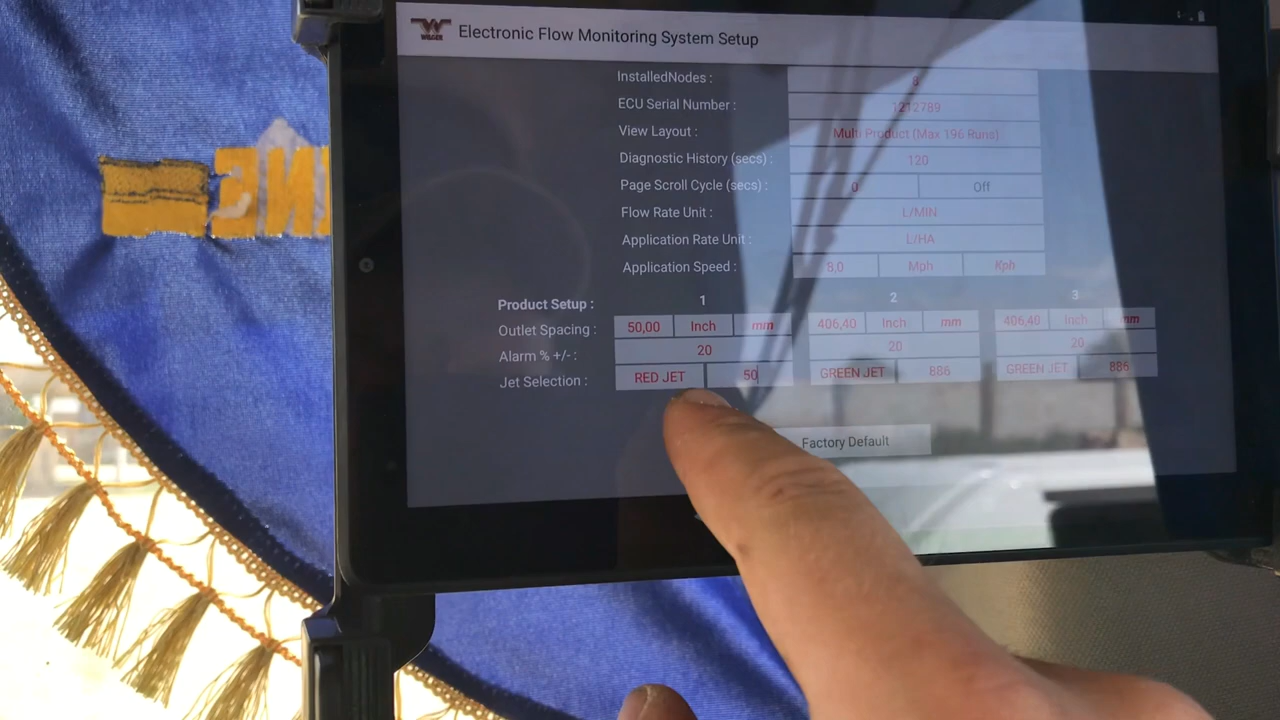 Electronic Flow Monitoring System Setup
InstalledNodes : 8
ECU Serial Number : 1212789
View Layout : Multi Product (Max 196 Runs)
Diagnostic History (secs) : 120
Page Scroll Cycle (secs) : 0 Off
Flow Rate Unit : L/MIN
Application Rate Unit : L/HA
Application Speed : 8,0 Mph Kph
Product Setup : 1 2 3
Outlet Spacing : 50,00 Inch mm 406,40 Inch mm 406,40 Inch mm
Alarm % +/- : 20 20 20
Jet Selection : RED JET 50 GREEN JET 886 GREEN JET 886
Factory Default